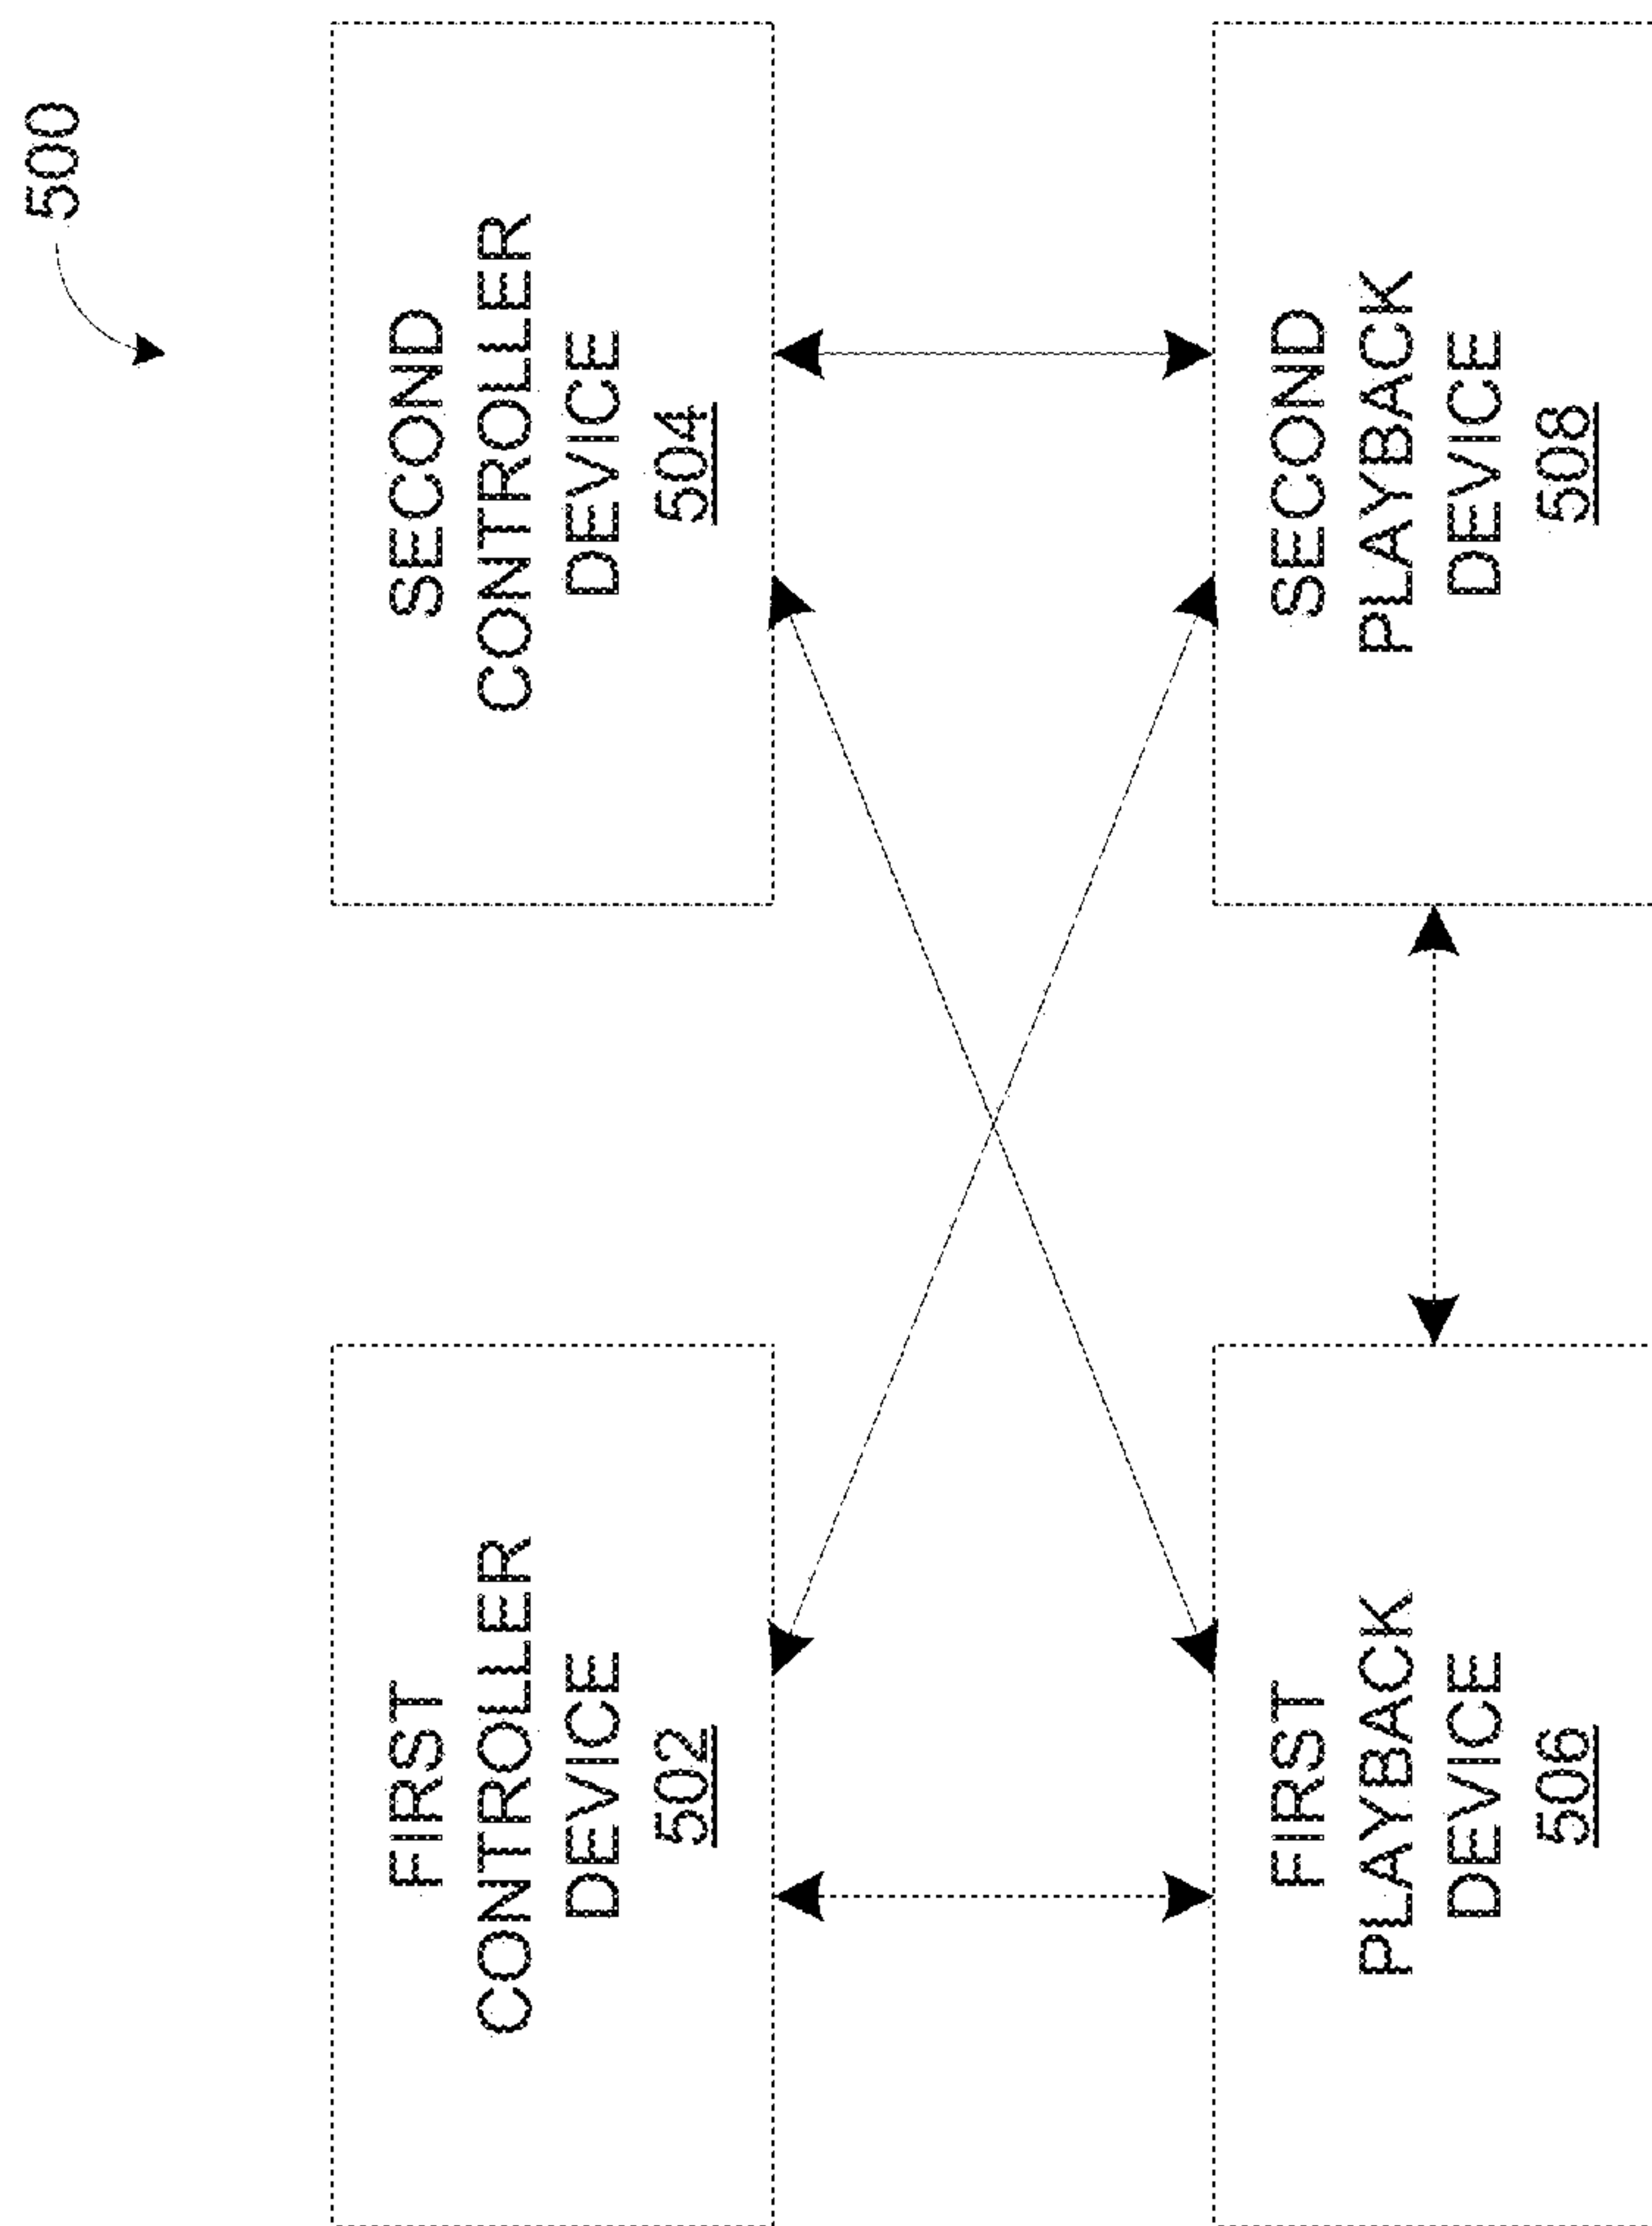 500
FIRST
CONTROLLER
DEVICE
502
SECOND
CONTROLLER
DEVICE
504
FIRST
PLAYBACK
DEVICE
506
SECOND
PLAYBACK
DEVICE
508